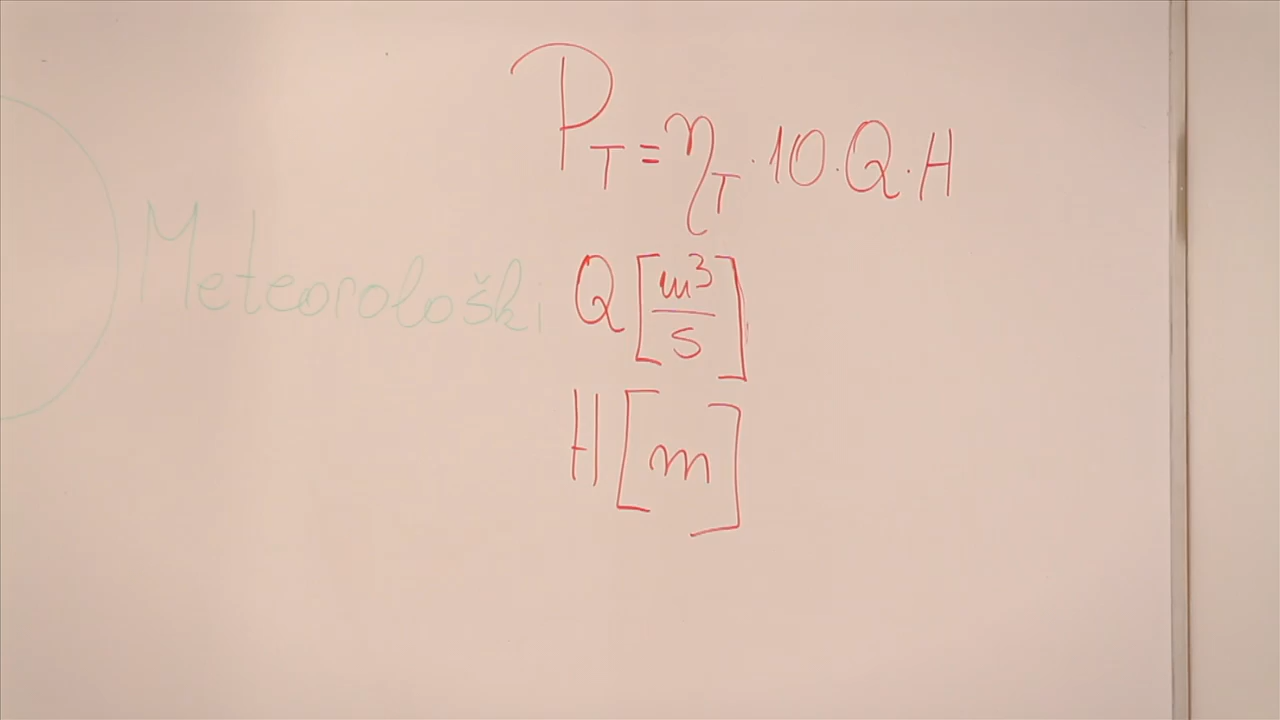 P_T = η_T · 10 · Q · H
Meteorološki
Q [m³/s]
H [m]